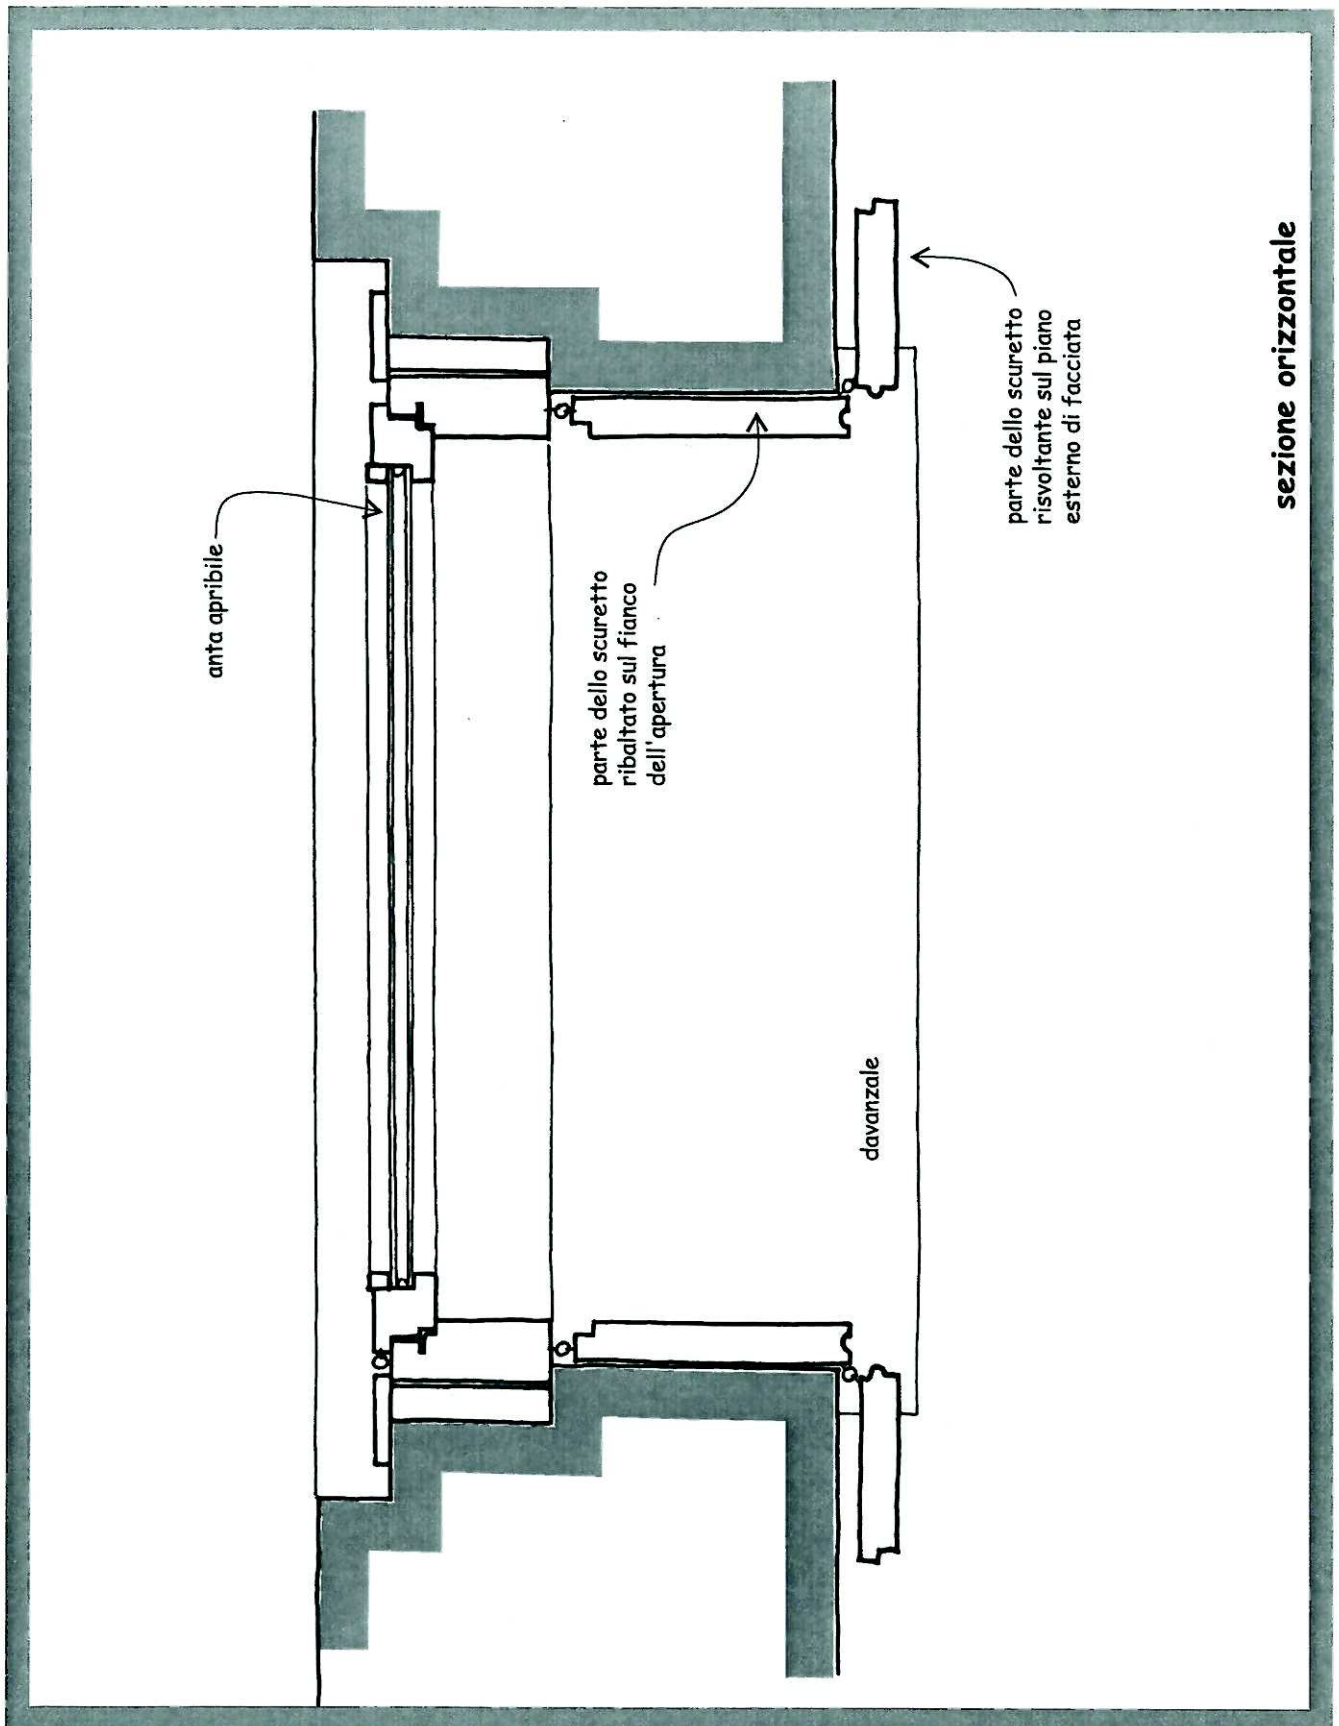 anta apribile
parte dello scuretto
ribaltato sul fianco
dell'apertura
davanzale
parte dello scuretto
risvoltante sul piano
esterno di facciata
sezione orizzontale